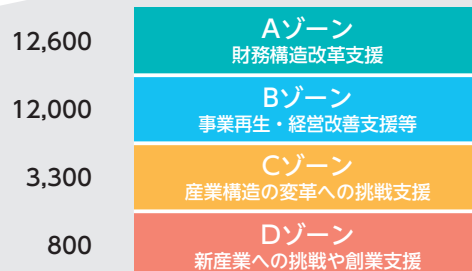 12,600
Aゾーン
財務構造改革支援
12,000
Bゾーン
事業再生・経営改善支援等
3,300
Cゾーン
産業構造の変革への挑戦支援
800
Dゾーン
新産業への挑戦や創業支援